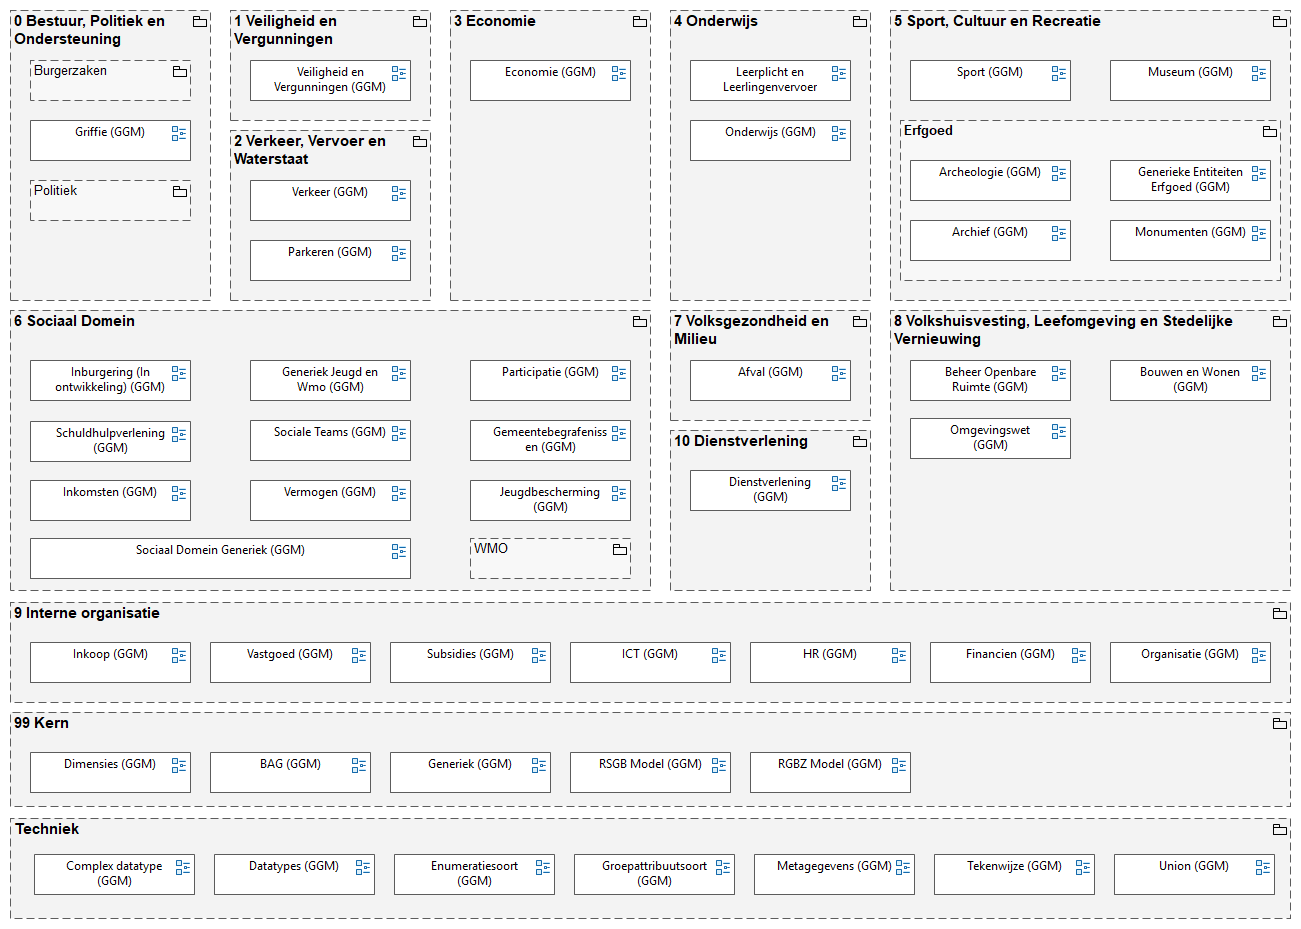 0 Bestuur, Politiek en
Ondersteuning
Burgerzaken
Griffie (GGM)
Politiek
1 Veiligheid en
Vergunningen
Veiligheid en
Vergunningen (GGM)
2 Verkeer, Vervoer en
Waterstaat
Verkeer (GGM)
Parkeren (GGM)
3 Economie
Economie (GGM)
4 Onderwijs
Leerplicht en
Leerlingenvervoer
Onderwijs (GGM)
5 Sport, Cultuur en Recreatie
Sport (GGM)
Museum (GGM)
Erfgoed
Archeologie (GGM)
Generieke Entiteiten
Erfgoed (GGM)
Archief (GGM)
Monumenten (GGM)
6 Sociaal Domein
Inburgering (In
ontwikkeling) (GGM)
Generiek Jeugd en
Wmo (GGM)
Participatie (GGM)
Schuldhulpverlening
(GGM)
Sociale Teams (GGM)
Gemeentebegrafeniss
en (GGM)
Inkomsten (GGM)
Vermogen (GGM)
Jeugdbescherming
(GGM)
Sociaal Domein Generiek (GGM)
WMO
7 Volksgezondheid en
Milieu
Afval (GGM)
10 Dienstverlening
Dienstverlening
(GGM)
8 Volkshuisvesting, Leefomgeving en Stedelijke
Vernieuwing
Beheer Openbare
Ruimte (GGM)
Bouwen en Wonen
(GGM)
Omgevingswet
(GGM)
9 Interne organisatie
Inkoop (GGM)
Vastgoed (GGM)
Subsidies (GGM)
ICT (GGM)
HR (GGM)
Financien (GGM)
Organisatie (GGM)
99 Kern
Dimensies (GGM)
BAG (GGM)
Generiek (GGM)
RSGB Model (GGM)
RGBZ Model (GGM)
Techniek
Complex datatype
(GGM)
Datatypes (GGM)
Enumeratiesoort
(GGM)
Groepattribuutsoort
(GGM)
Metagegevens (GGM)
Tekenwijze (GGM)
Union (GGM)